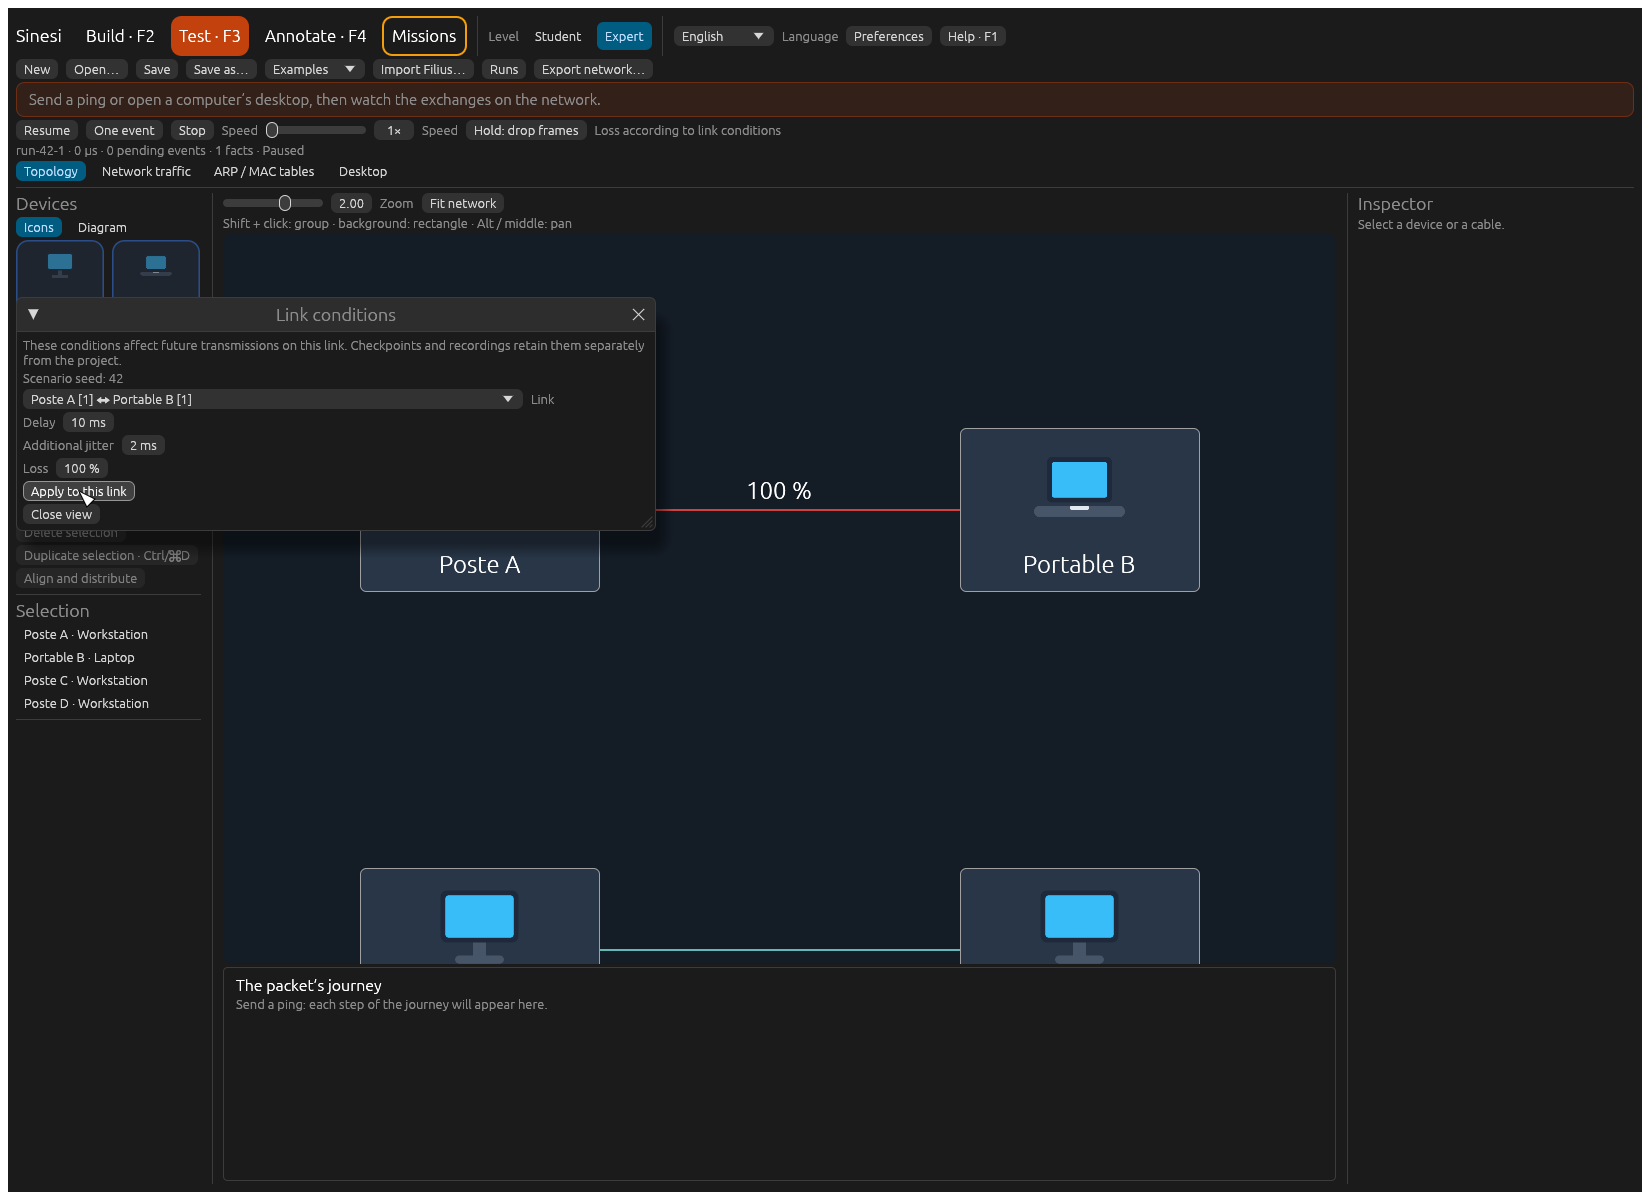 Sinesi Build · F2 Test · F3 Annotate · F4 Missions Level Student Expert English Language Preferences Help · F1
New Open… Save Save as… Examples Import Filius… Runs Export network…
Send a ping or open a computer’s desktop, then watch the exchanges on the network.
Resume One event Stop Speed 1× Speed Hold: drop frames Loss according to link conditions
run-42-1 · 0 µs · 0 pending events · 1 facts · Paused
Topology Network traffic ARP / MAC tables Desktop
Devices
Icons Diagram
2.00 Zoom Fit network
Shift + click: group · background: rectangle · Alt / middle: pan
Inspector
Select a device or a cable.
Link conditions
These conditions affect future transmissions on this link. Checkpoints and recordings retain them separately
from the project.
Scenario seed: 42
Poste A [1] ⬌ Portable B [1] Link
Delay 10 ms
Additional jitter 2 ms
Loss 100 %
Apply to this link
Close view
Delete selection
Duplicate selection · Ctrl/⌘D
Align and distribute
Selection
Poste A · Workstation
Portable B · Laptop
Poste C · Workstation
Poste D · Workstation
100 %
Poste A
Portable B
The packet’s journey
Send a ping: each step of the journey will appear here.